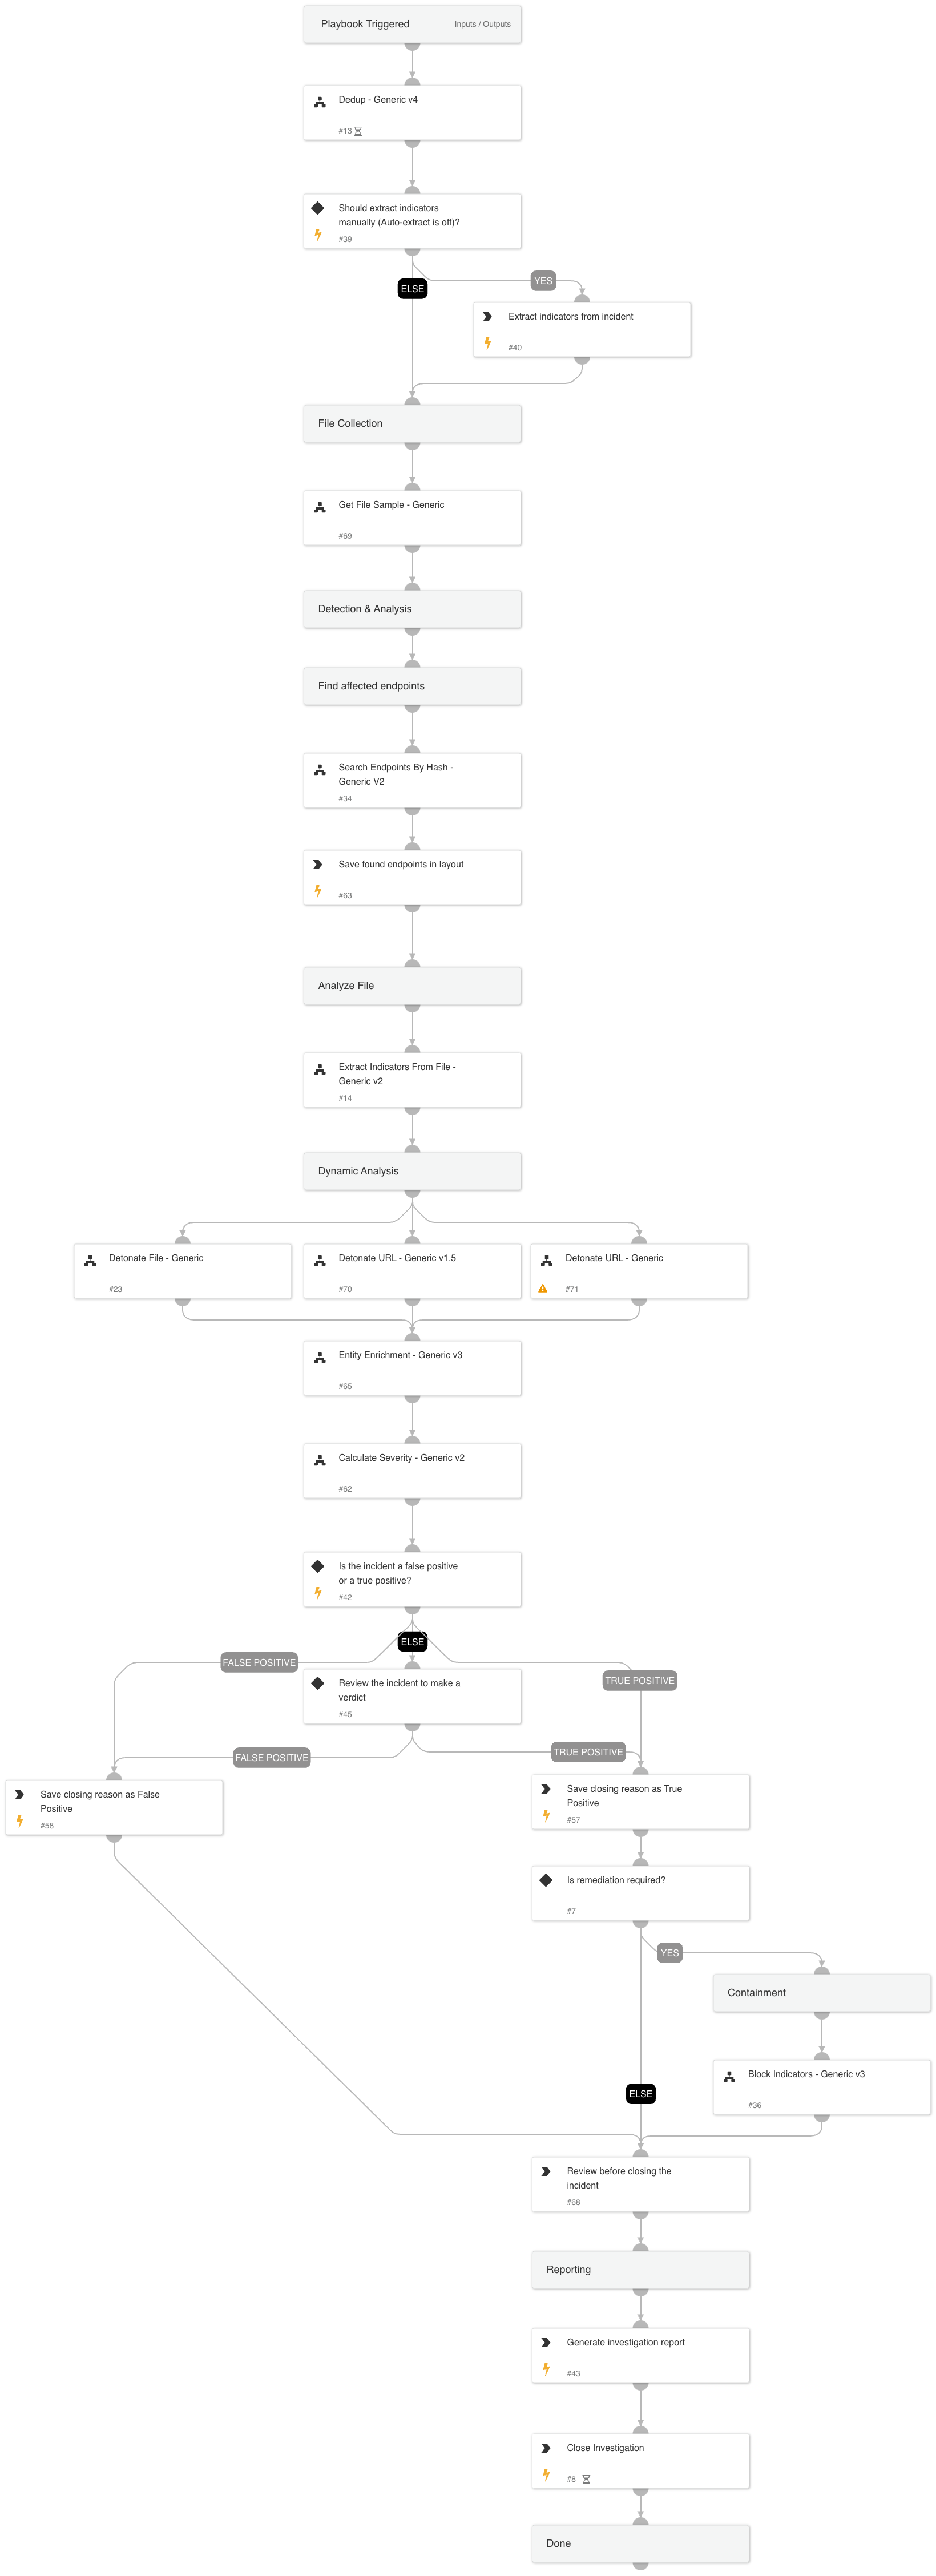 Playbook Triggered
Inputs / Outputs
Dedup - Generic v4
#13
Should extract indicators
manually (Auto-extract is off)?
#39
YES
ELSE
Extract indicators from incident
#40
File Collection
Get File Sample - Generic
#69
Detection & Analysis
Find affected endpoints
Search Endpoints By Hash -
Generic V2
#34
Save found endpoints in layout
#63
Analyze File
Extract Indicators From File -
Generic v2
#14
Dynamic Analysis
Detonate File - Generic
#23
Detonate URL - Generic v1.5
#70
Detonate URL - Generic
#71
Entity Enrichment - Generic v3
#65
Calculate Severity - Generic v2
#62
Is the incident a false positive
or a true positive?
#42
ELSE
FALSE POSITIVE
TRUE POSITIVE
Review the incident to make a
verdict
#45
FALSE POSITIVE
TRUE POSITIVE
Save closing reason as False
Positive
#58
Save closing reason as True
Positive
#57
Is remediation required?
#7
YES
Containment
Block Indicators - Generic v3
#36
ELSE
Review before closing the
incident
#68
Reporting
Generate investigation report
#43
Close Investigation
#8
Done